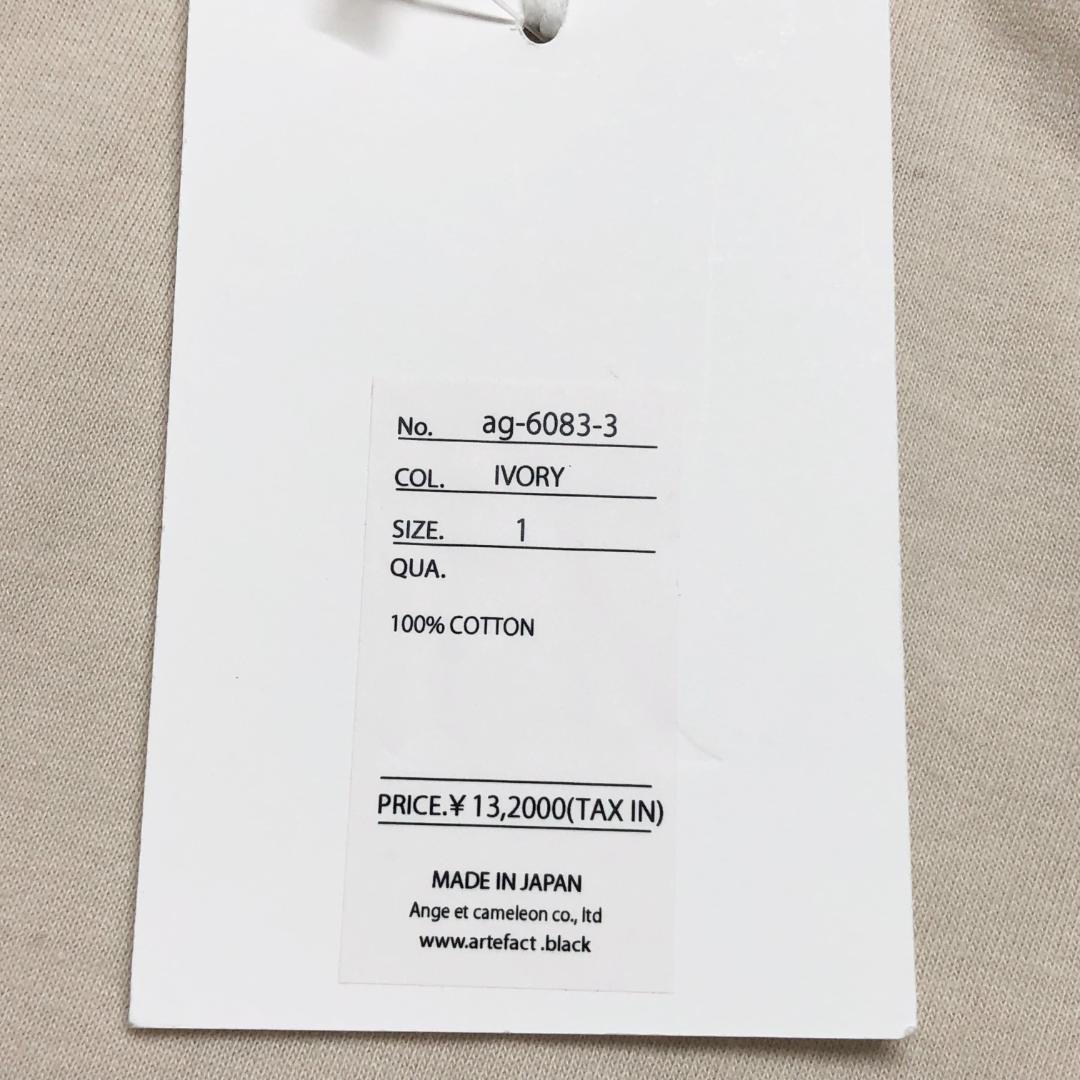 No. ag-6083-3
COL. IVORY
SIZE. 1
QUA.
100% COTTON
PRICE.¥ 13,2000(TAX IN)
MADE IN JAPAN
Ange et cameleon co., ltd
www.artefact .black